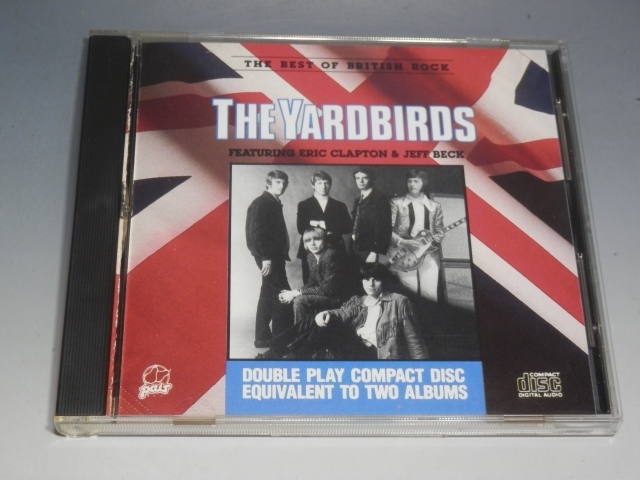 THE BEST OF BRITISH ROCK
THE YARDBIRDS
FEATURING ERIC CLAPTON & JEFF BECK
DOUBLE PLAY COMPACT DISC
EQUIVALENT TO TWO ALBUMS
PAIR
COMPACT
disc
DIGITAL AUDIO